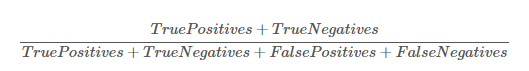 TruePositives + TrueNegatives
TruePositives + TrueNegatives + FalsePositives + FalseNegatives